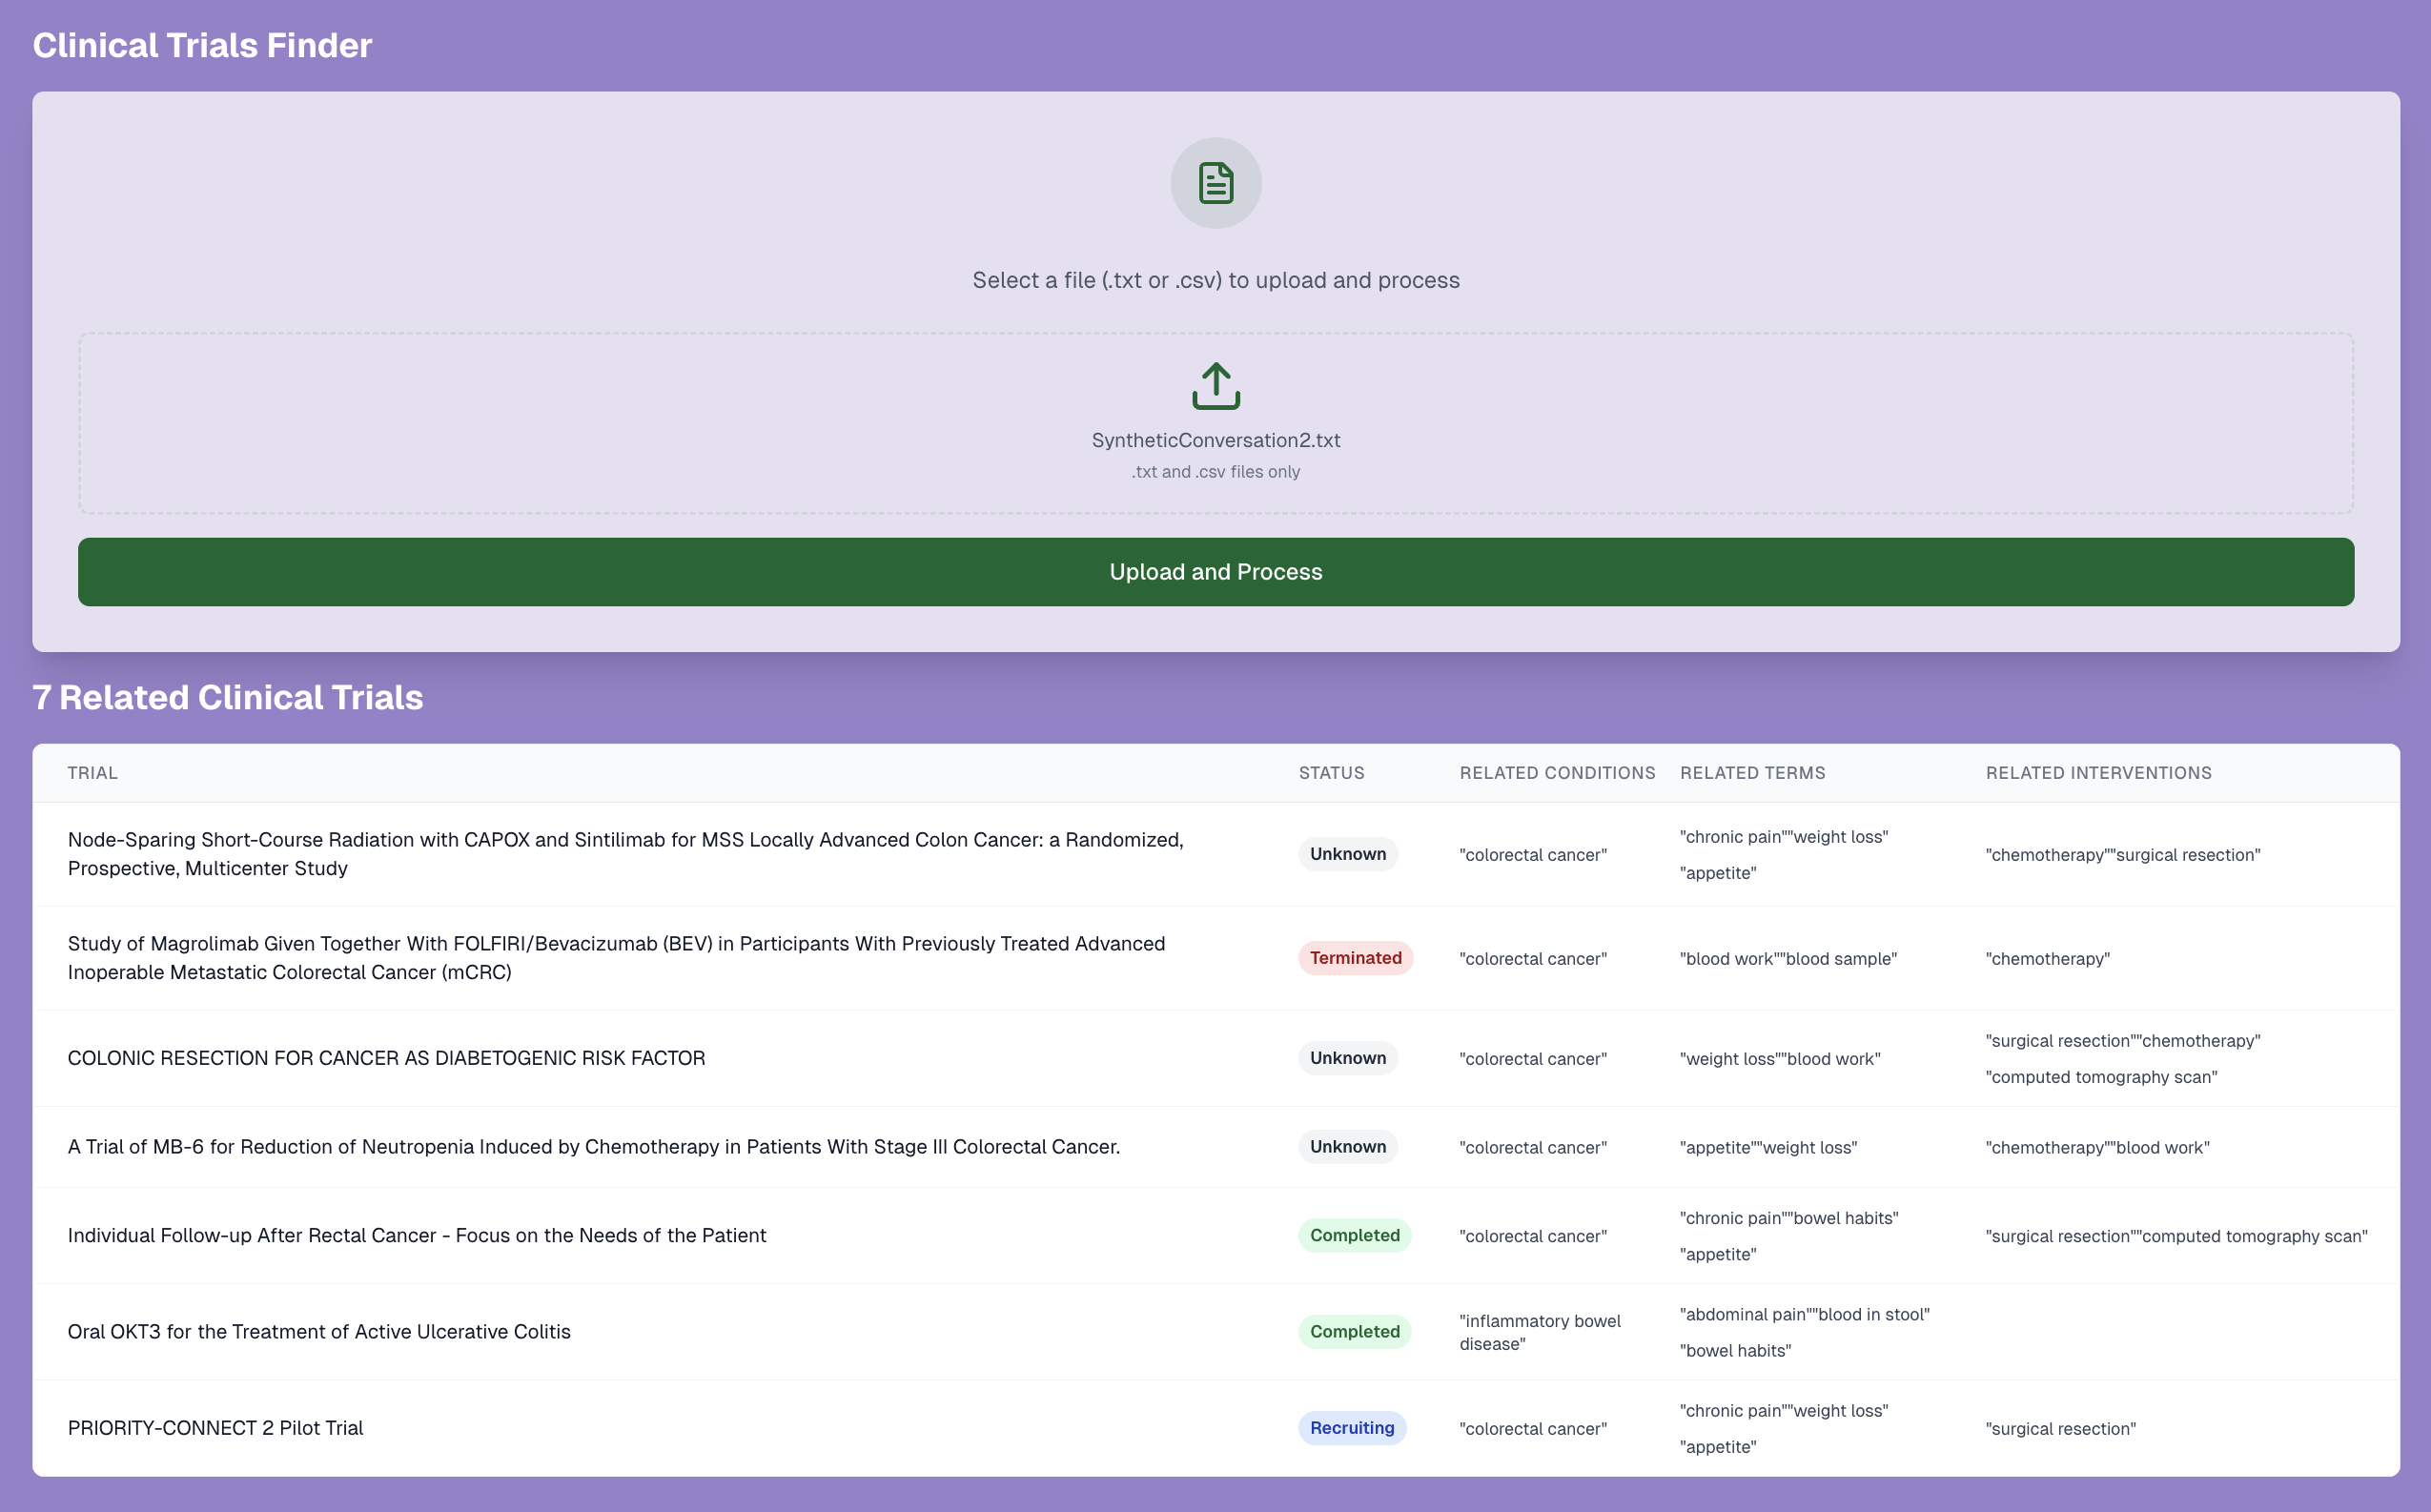 Clinical Trials Finder
Select a file (.txt or .csv) to upload and process
SyntheticConversation2.txt
.txt and .csv files only
Upload and Process
7 Related Clinical Trials
TRIAL STATUS RELATED CONDITIONS RELATED TERMS RELATED INTERVENTIONS
Node-Sparing Short-Course Radiation with CAPOX and Sintilimab for MSS Locally Advanced Colon Cancer: a Randomized,
Prospective, Multicenter Study
Unknown
"colorectal cancer"
"chronic pain""weight loss"
"appetite"
"chemotherapy""surgical resection"
Study of Magrolimab Given Together With FOLFIRI/Bevacizumab (BEV) in Participants With Previously Treated Advanced
Inoperable Metastatic Colorectal Cancer (mCRC)
Terminated
"colorectal cancer"
"blood work""blood sample"
"chemotherapy"
COLONIC RESECTION FOR CANCER AS DIABETOGENIC RISK FACTOR
Unknown
"colorectal cancer"
"weight loss""blood work"
"surgical resection""chemotherapy"
"computed tomography scan"
A Trial of MB-6 for Reduction of Neutropenia Induced by Chemotherapy in Patients With Stage III Colorectal Cancer.
Unknown
"colorectal cancer"
"appetite""weight loss"
"chemotherapy""blood work"
Individual Follow-up After Rectal Cancer - Focus on the Needs of the Patient
Completed
"colorectal cancer"
"chronic pain""bowel habits"
"appetite"
"surgical resection""computed tomography scan"
Oral OKT3 for the Treatment of Active Ulcerative Colitis
Completed
"inflammatory bowel
disease"
"abdominal pain""blood in stool"
"bowel habits"
PRIORITY-CONNECT 2 Pilot Trial
Recruiting
"colorectal cancer"
"chronic pain""weight loss"
"appetite"
"surgical resection"